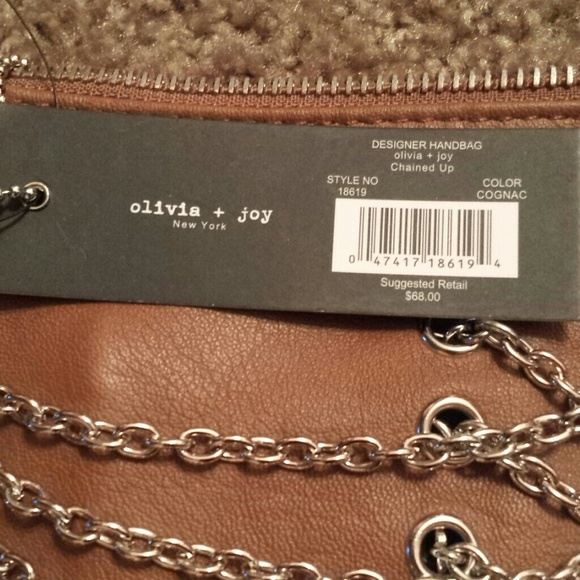 olivia + joy
New York
DESIGNER HANDBAG
olivia + joy
Chained Up
STYLE NO
18619
COLOR
COGNAC
0 47417 18619 4
Suggested Retail
$68.00